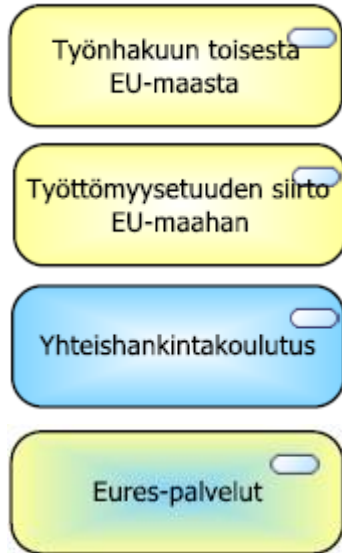 Työnhakuun toisesta
EU-maasta
Työttömyysetuuden siirto
EU-maahan
Yhteishankintakoulutus
Eures-palvelut